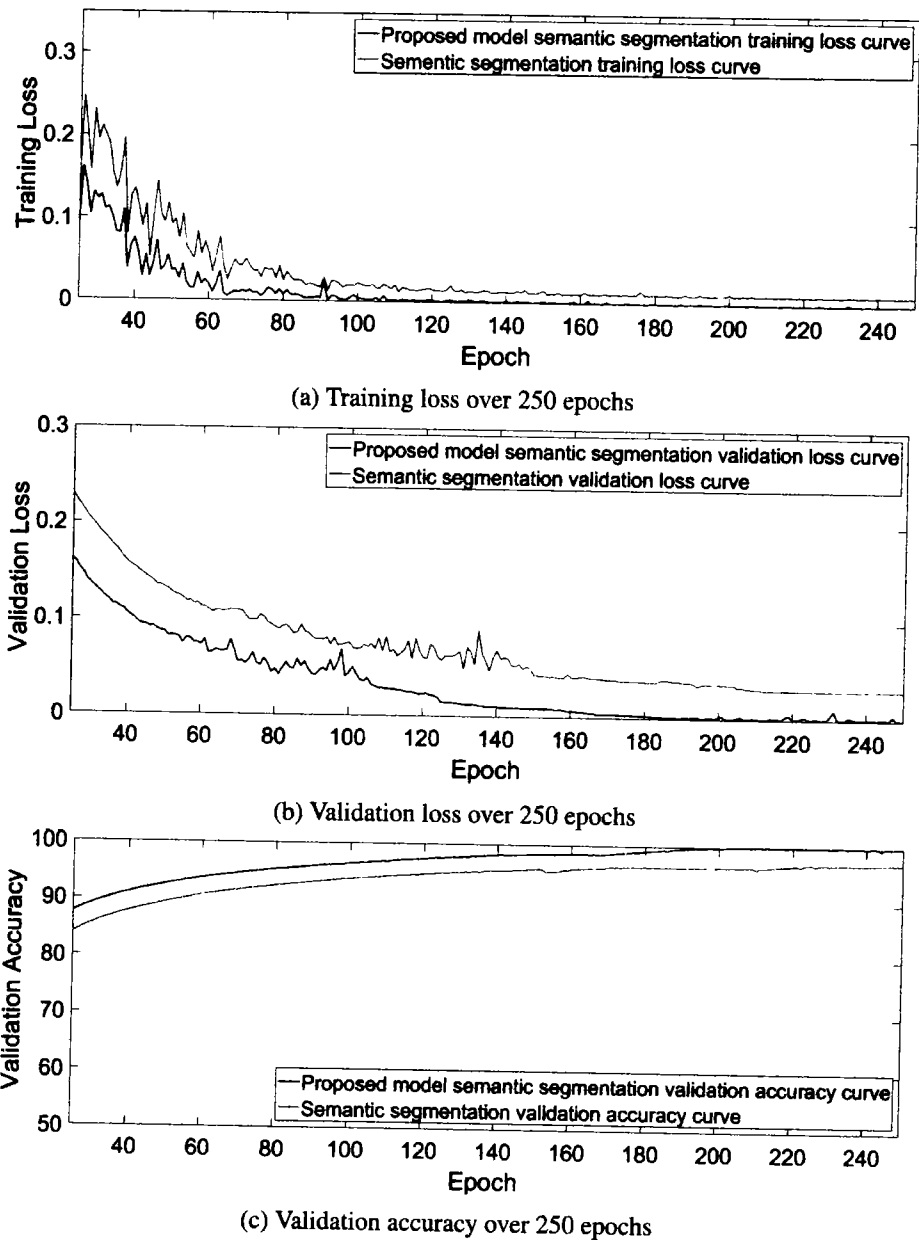 0.3
0.2
0.1
0
Training Loss
Proposed model semantic segmentation training loss curve
Sementic segmentation training loss curve
40 60 80 100 120 140 160 180 200 220 240
Epoch
(a) Training loss over 250 epochs
0.3
0.2
0.1
0
Validation Loss
Proposed model semantic segmentation validation loss curve
Semantic segmentation validation loss curve
40 60 80 100 120 140 160 180 200 220 240
Epoch
(b) Validation loss over 250 epochs
100
90
80
70
60
50
Validation Accuracy
Proposed model semantic segmentation validation accuracy curve
Semantic segmentation validation accuracy curve
40 60 80 100 120 140 160 180 200 220 240
Epoch
(c) Validation accuracy over 250 epochs